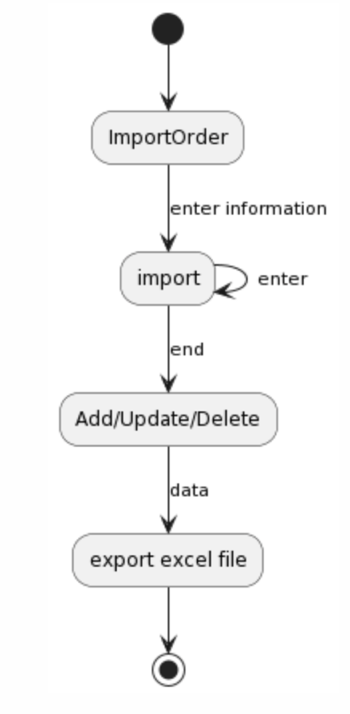 ImportOrder
enter information
import
enter
end
Add/Update/Delete
data
export excel file